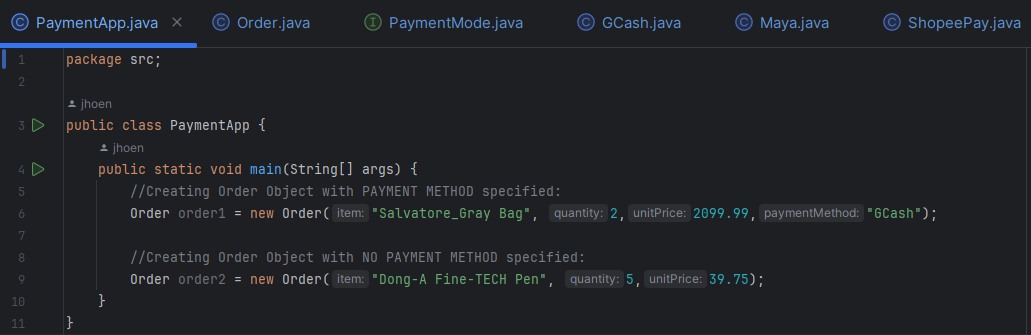 PaymentApp.java Order.java PaymentMode.java GCash.java Maya.java ShopeePay.java
1 package src;
2
jhoen
3 public class PaymentApp {
jhoen
4 public static void main(String[] args) {
5 //Creating Order Object with PAYMENT METHOD specified:
6 Order order1 = new Order( item: "Salvatore_Gray Bag", quantity: 2, unitPrice: 2099.99, paymentMethod: "GCash");
7
8 //Creating Order Object with NO PAYMENT METHOD specified:
9 Order order2 = new Order( item: "Dong-A Fine-TECH Pen", quantity: 5, unitPrice: 39.75);
10 }
11 }